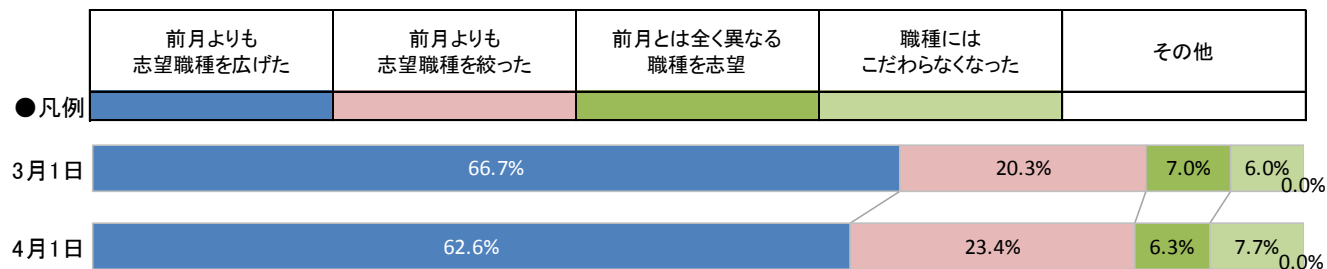 前月よりも
志望職種を広げた
前月よりも
志望職種を絞った
前月とは全く異なる
職種を志望
職種には
こだわらなくなった
その他
●凡例
3月1日
66.7%
20.3%
7.0%
6.0%
0.0%
4月1日
62.6%
23.4%
6.3%
7.7%
0.0%